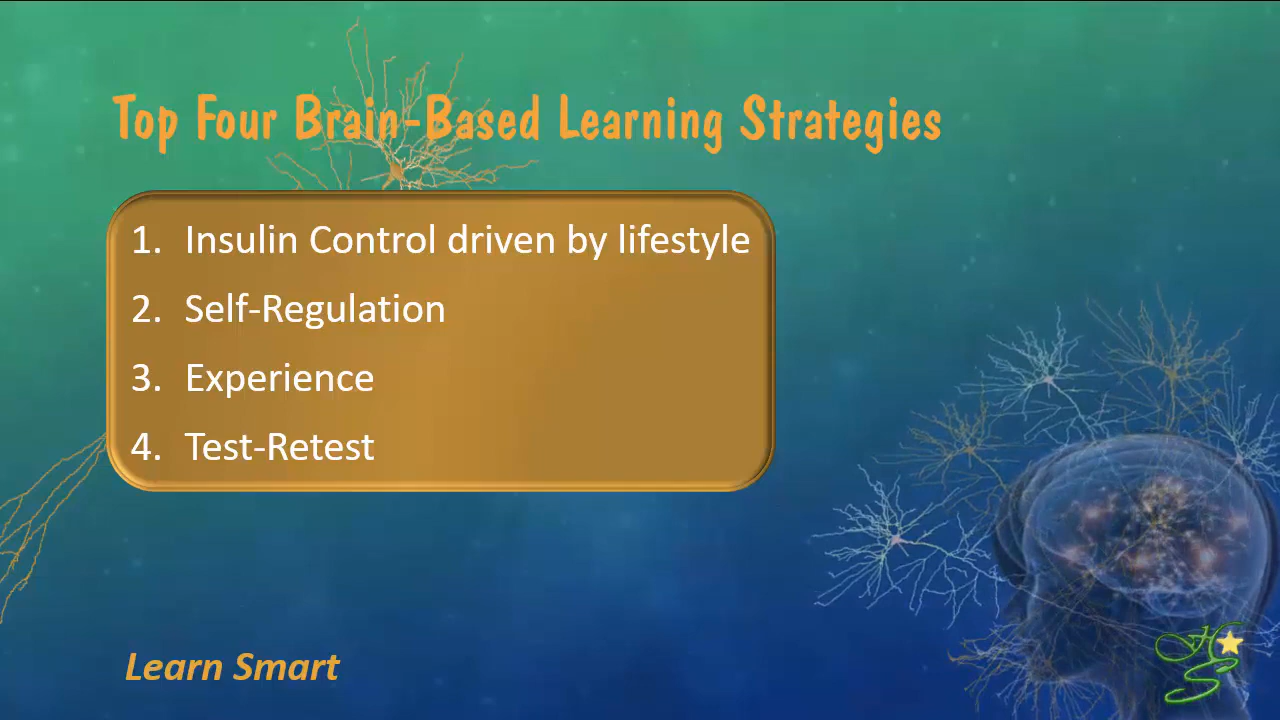 Top Four Brain-Based Learning Strategies
1. Insulin Control driven by lifestyle
2. Self-Regulation
3. Experience
4. Test-Retest
Learn Smart